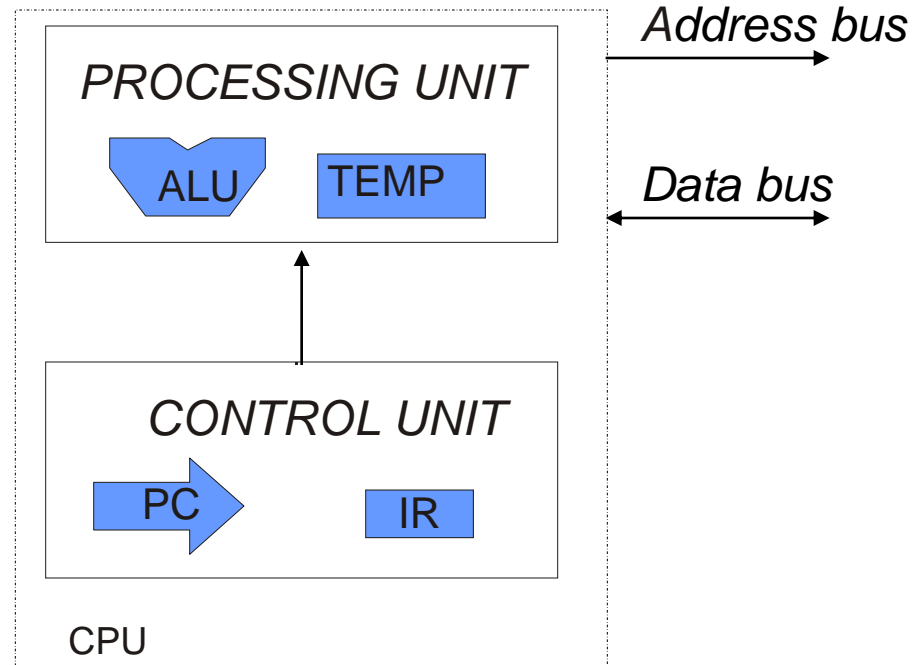 Address bus
PROCESSING UNIT
ALU
TEMP
Data bus
CONTROL UNIT
PC
IR
CPU